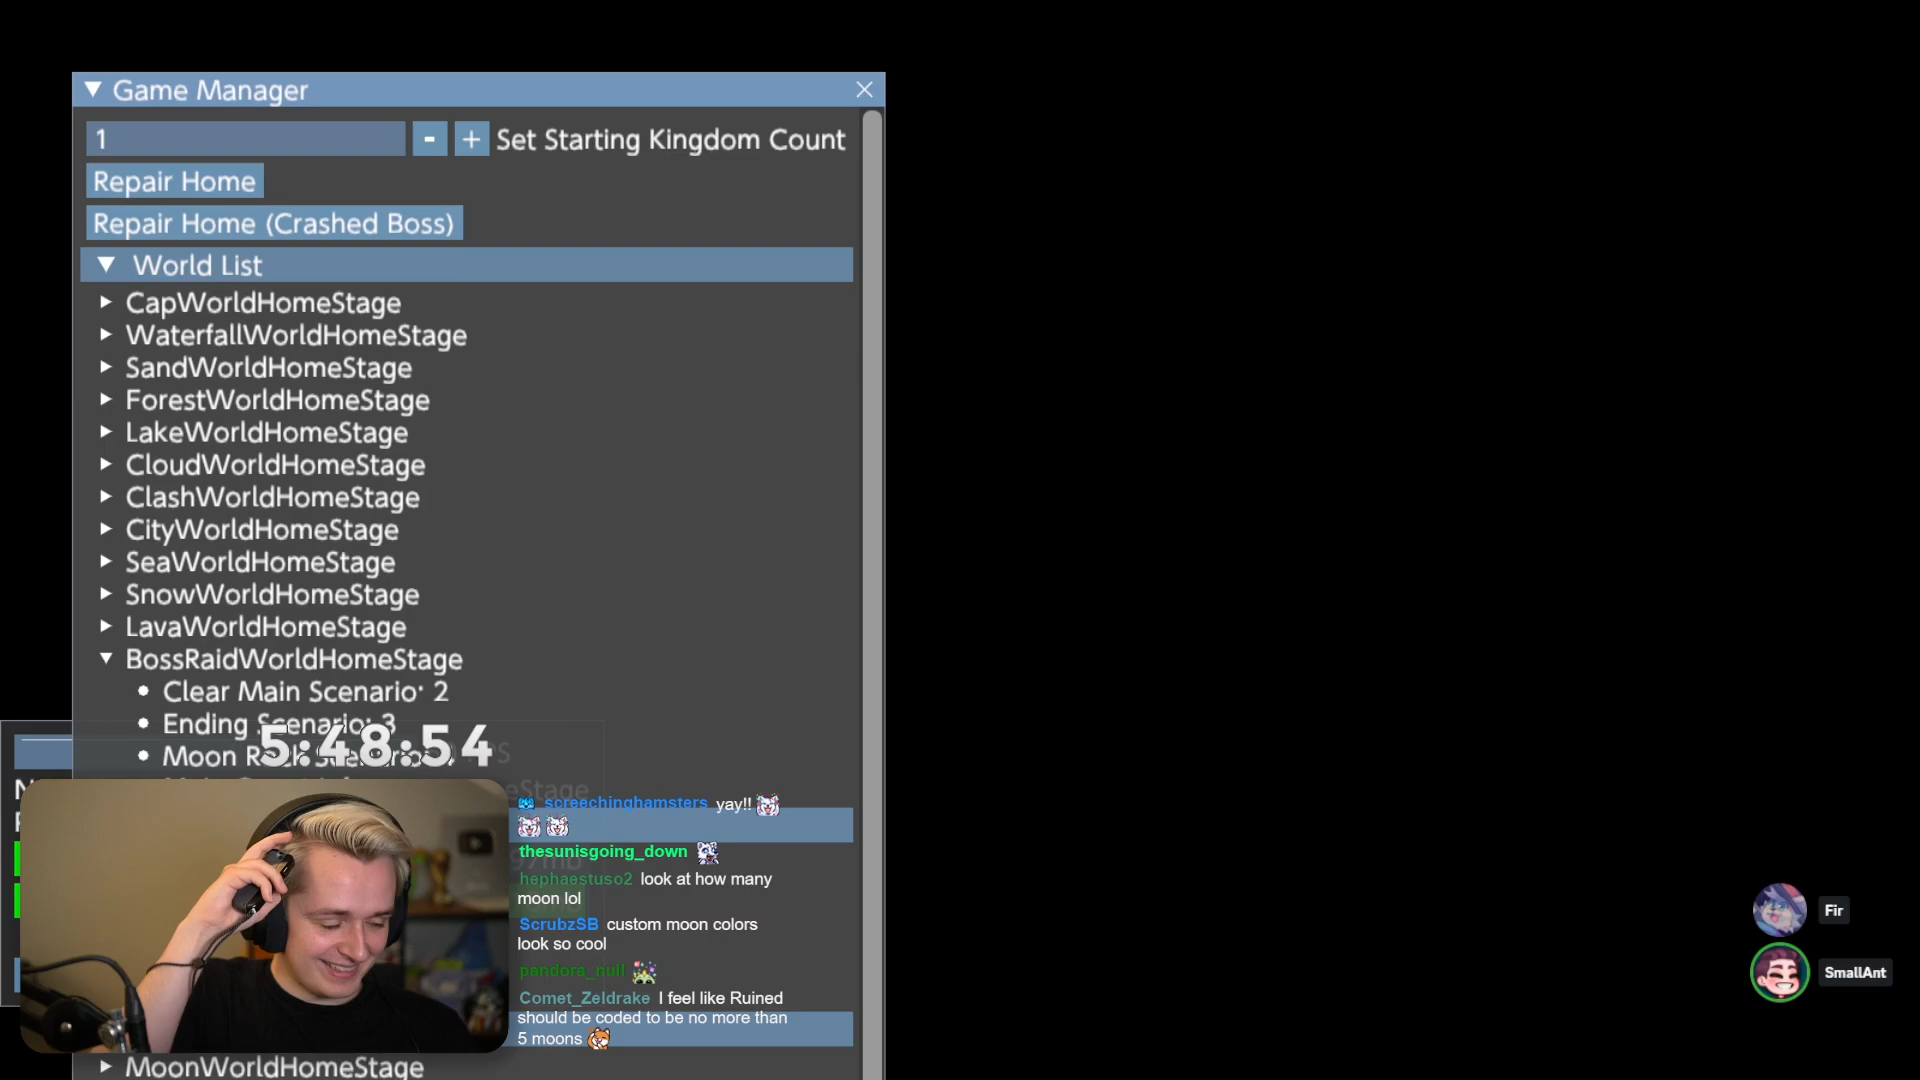 Game Manager
1 - + Set Starting Kingdom Count
Repair Home
Repair Home (Crashed Boss)
World List
CapWorldHomeStage
WaterfallWorldHomeStage
SandWorldHomeStage
ForestWorldHomeStage
LakeWorldHomeStage
CloudWorldHomeStage
ClashWorldHomeStage
CityWorldHomeStage
SeaWorldHomeStage
SnowWorldHomeStage
LavaWorldHomeStage
BossRaidWorldHomeStage
Clear Main Scenario: 2
Ending Scenario: 3
5:48:54
Moon
screechinghamsters yay!!
thesunisgoing_down
hephaestuso2 look at how many
moon lol
ScrubzSB custom moon colors
look so cool
pandora_null
Comet_Zeldrake I feel like Ruined
should be coded to be no more than
5 moons
MoonWorldHomeStage
Fir
SmallAnt